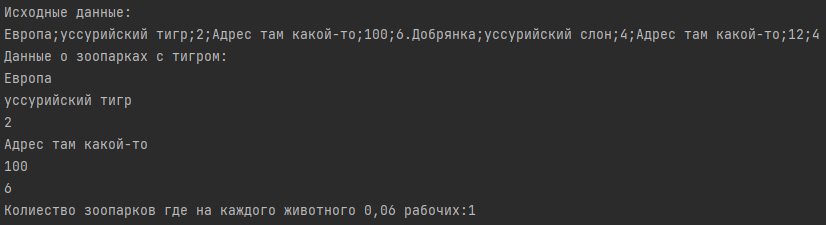 Исходные данные:
Европа;уссурийский тигр;2;Адрес там какой-то;100;6.Добрянка;уссурийский слон;4;Адрес там какой-то;12;4
Данные о зоопарках с тигром:
Европа
уссурийский тигр
2
Адрес там какой-то
100
6
Колиество зоопарков где на каждого животного 0,06 рабочих:1